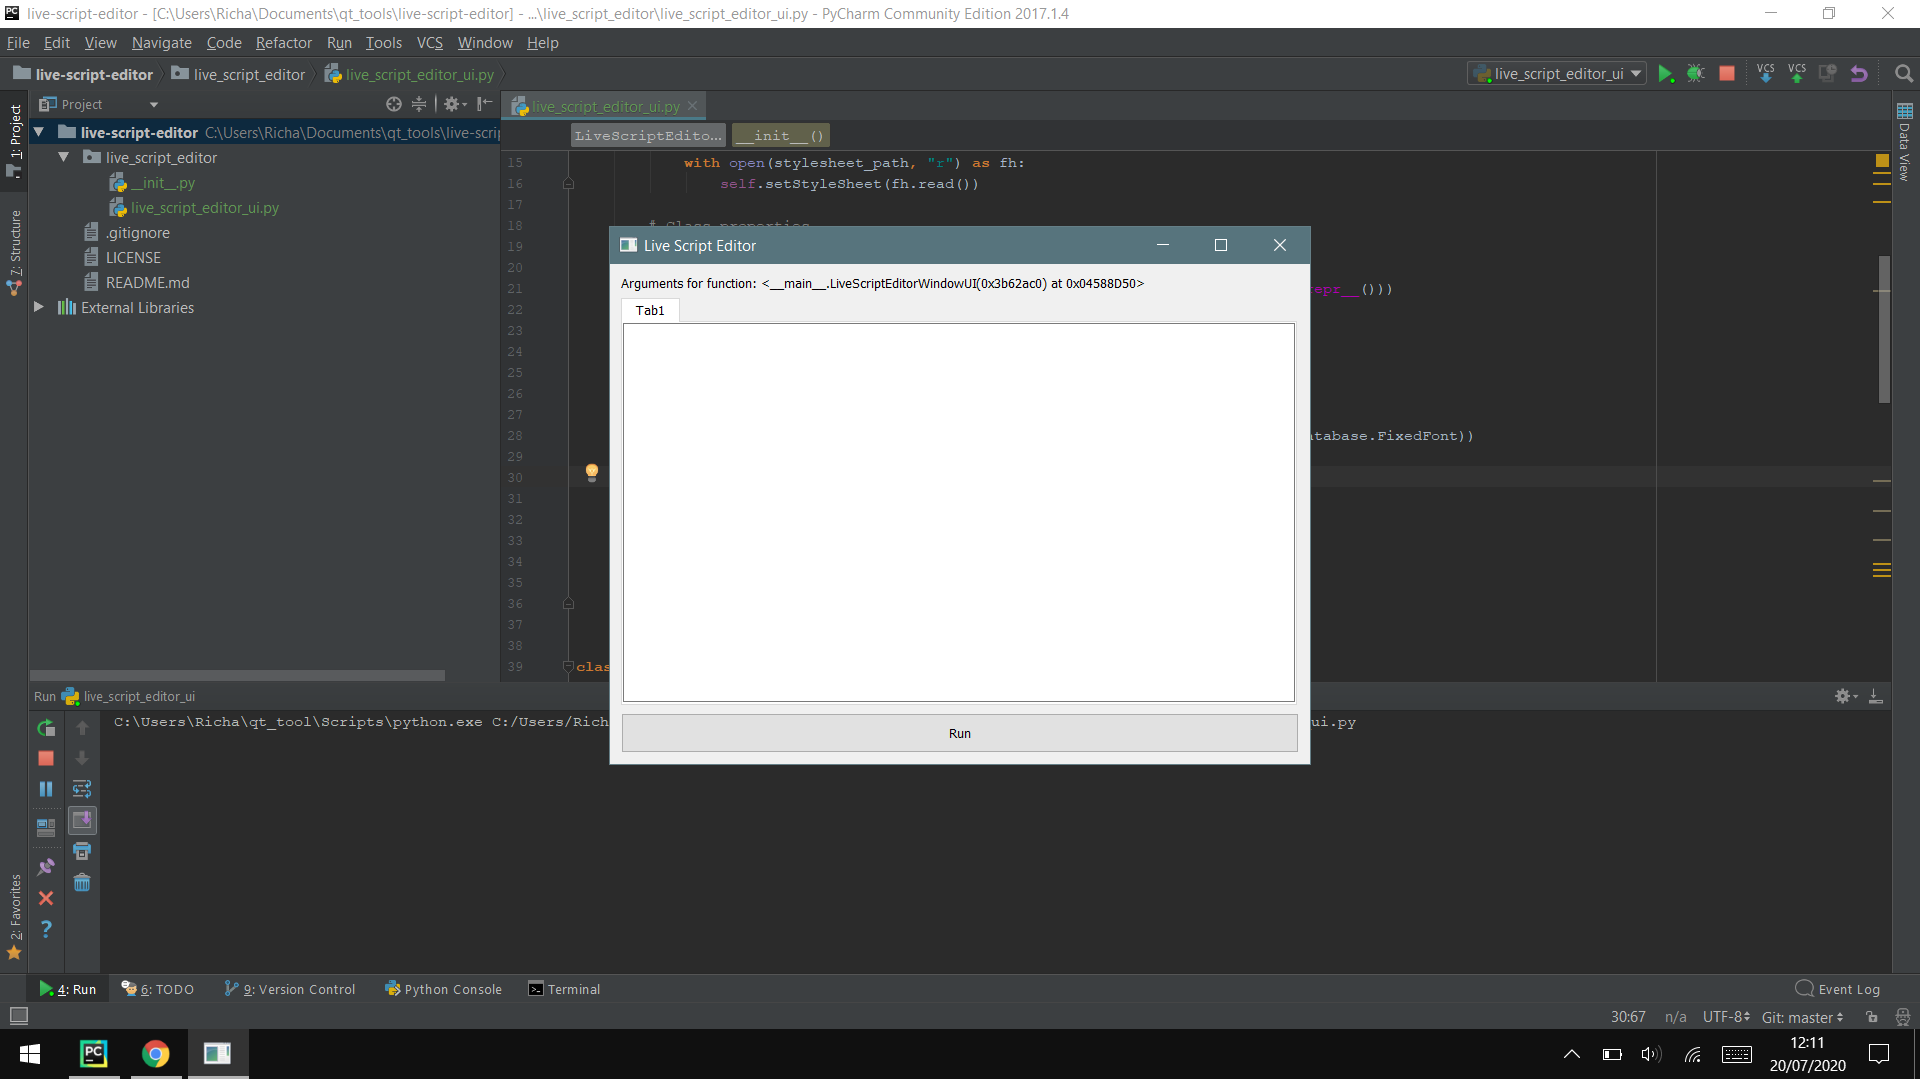 live-script-editor - [C:\Users\Richa\Documents\qt_tools\live-script-editor] - ...\live_script_editor\live_script_editor_ui.py - PyCharm Community Edition 2017.1.4
File Edit View Navigate Code Refactor Run Tools VCS Window Help
live-script-editor live_script_editor live_script_editor_ui.py
live_script_editor_ui
VCS VCS
Project
live_script_editor_ui.py
1: Project
7: Structure
2: Favorites
Data View
live-script-editor C:\Users\Richa\Documents\qt_tools\live-scrip
live_script_editor
__init__.py
live_script_editor_ui.py
.gitignore
LICENSE
README.md
External Libraries
LiveScriptEdito... __init__()
15 with open(stylesheet_path, "r") as fh:
16 self.setStyleSheet(fh.read())
17
18 # Class properties
19
20
21 repr__()))
22
23
24
25
26
27
28 atabase.FixedFont))
29
30
31
32
33
34
35
36
37
38
39 clas
Live Script Editor
Arguments for function: <__main__.LiveScriptEditorWindowUI(0x3b62ac0) at 0x04588D50>
Tab1
Run
Run live_script_editor_ui
C:\Users\Richa\qt_tool\Scripts\python.exe C:/Users/Rich
ui.py
4: Run 6: TODO 9: Version Control Python Console Terminal Event Log
30:67 n/a UTF-8 Git: master
12:11
20/07/2020